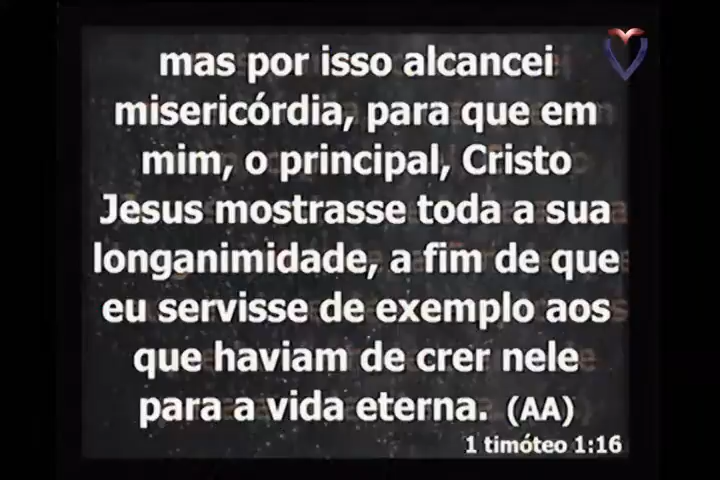 mas por isso alcancei
misericórdia, para que em
mim, o principal, Cristo
Jesus mostrasse toda a sua
longanimidade, a fim de que
eu servisse de exemplo aos
que haviam de crer nele
para a vida eterna. (AA)
1 timóteo 1:16